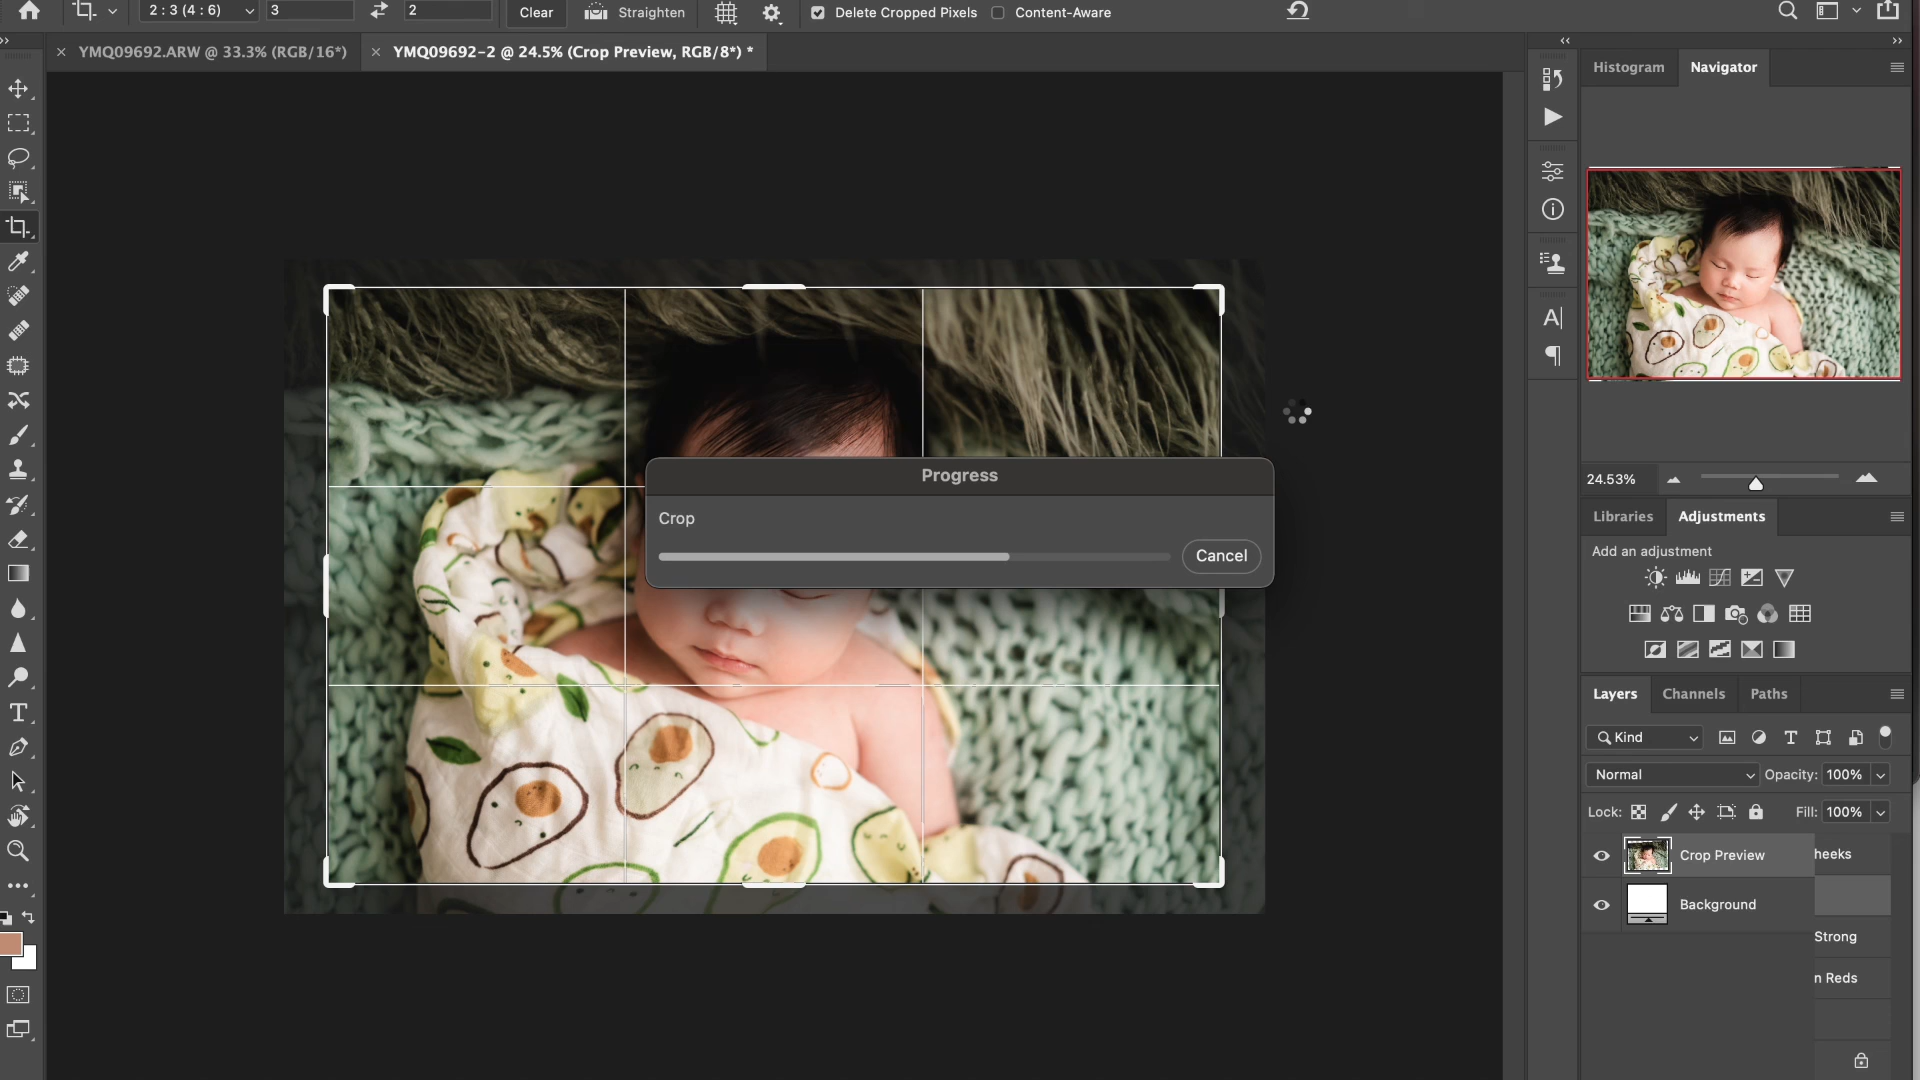 2 : 3 (4 : 6) 3 2 Clear Straighten Delete Cropped Pixels Content-Aware
YMQ09692.ARW @ 33.3% (RGB/16*) YMQ09692-2 @ 24.5% (Crop Preview, RGB/8*) *
Histogram Navigator
Progress
Crop
Cancel
24.53%
Libraries Adjustments
Add an adjustment
Layers Channels Paths
Kind
Normal Opacity: 100%
Lock: Fill: 100%
Crop Preview heeks
Background
Strong
n Reds